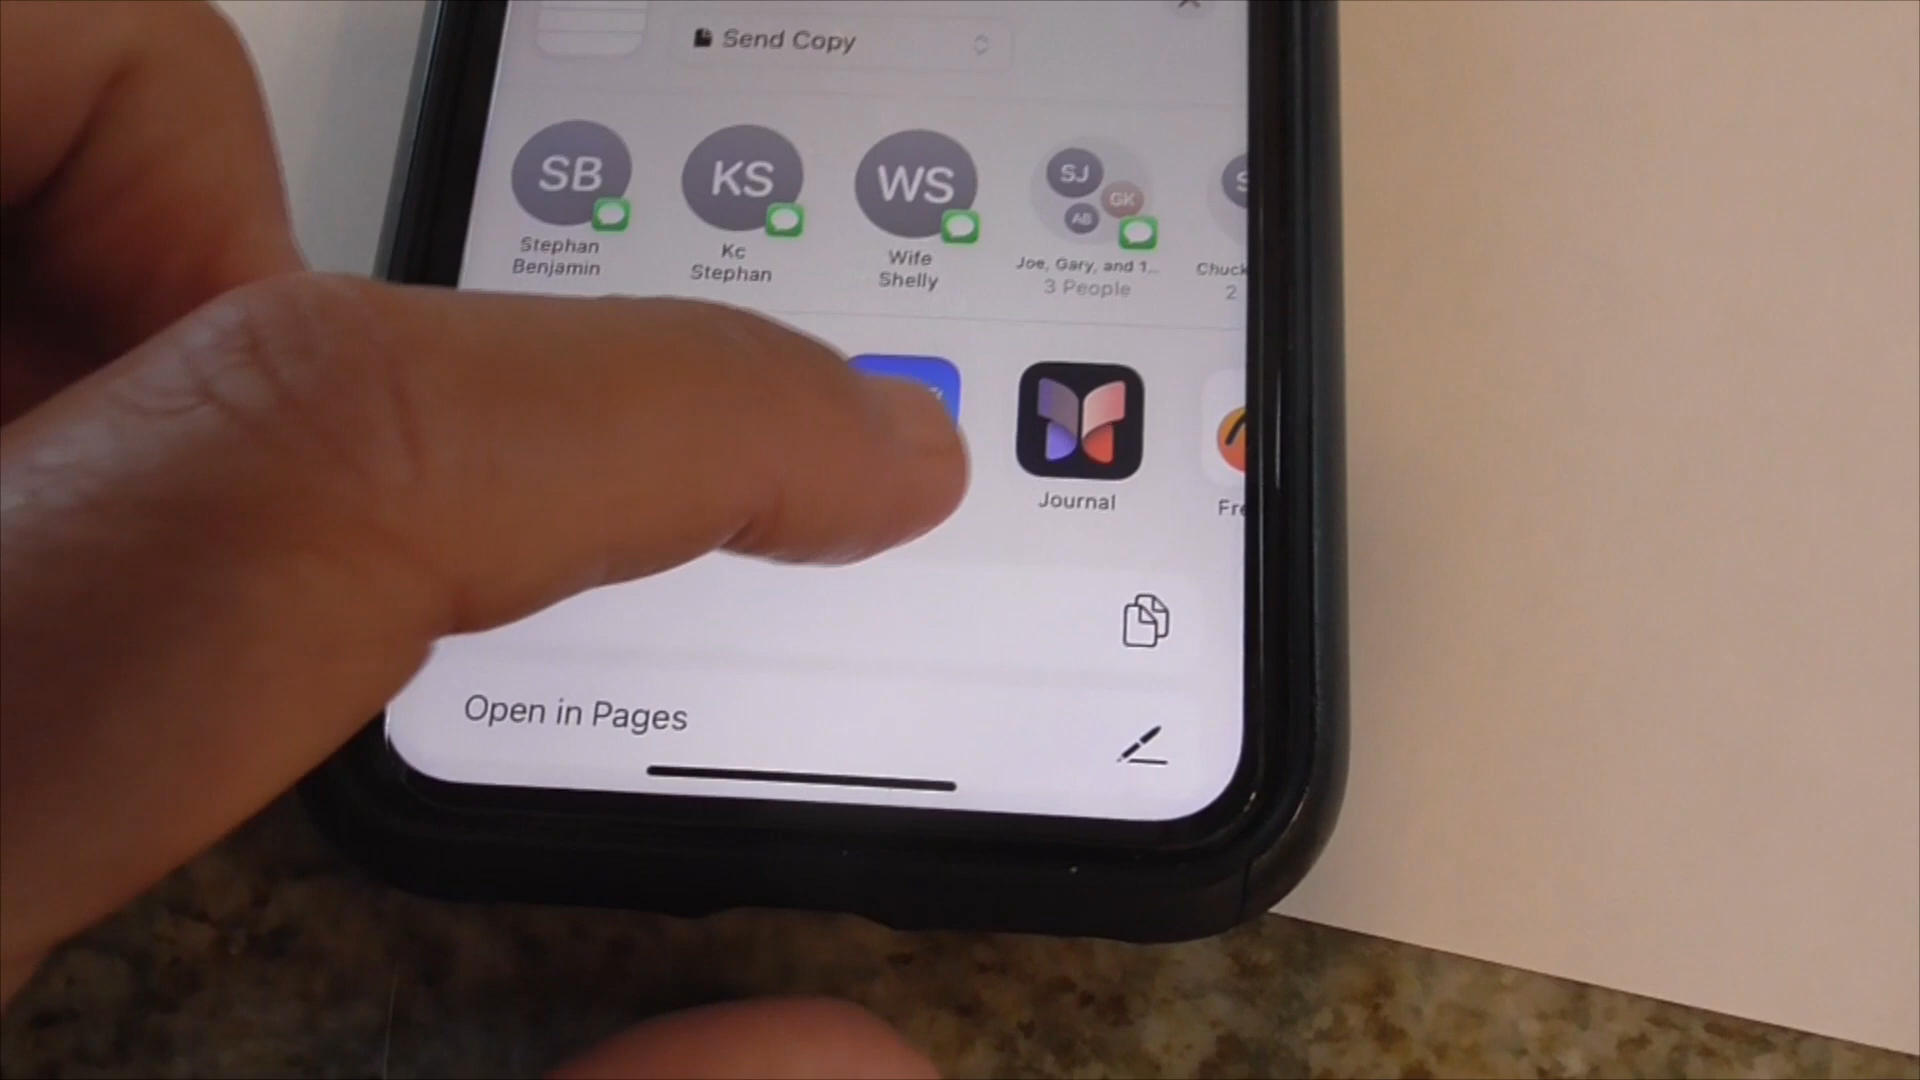 Send Copy
SB
KS
WS
SJ
GK
AB
Stephan
Benjamin
Kc
Stephan
Wife
Shelly
Joe, Gary, and 1...
3 People
Chuck
2
Journal
Fre
Open in Pages